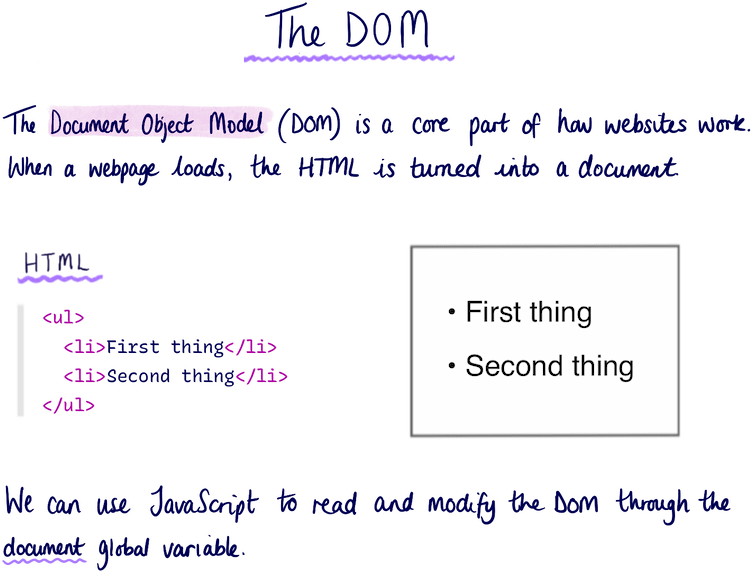 The DOM
The Document Object Model (DOM) is a core part of how websites work.
When a webpage loads, the HTML is turned into a document.
HTML
<ul>
<li>First thing</li>
<li>Second thing</li>
</ul>
• First thing
• Second thing
We can use JavaScript to read and modify the DOM through the
document global variable.